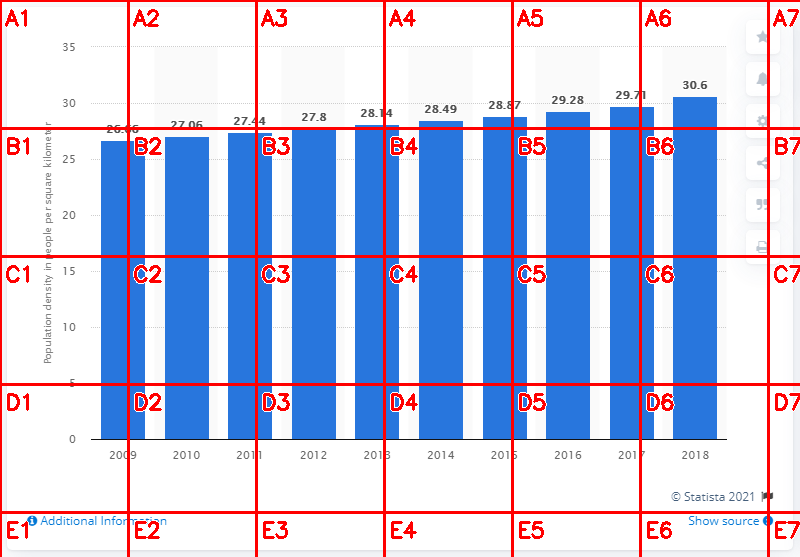 35
30
25
20
15
10
5
0
Population density in people per square kilometer
26.66 27.06 27.44 27.8 28.14 28.49 28.87 29.28 29.71 30.6
2009 2010 2011 2012 2013 2014 2015 2016 2017 2018
© Statista 2021
Additional Information
Show source
A1 A2 A3 A4 A5 A6 A7
B1 B2 B3 B4 B5 B6 B7
C1 C2 C3 C4 C5 C6 C7
D1 D2 D3 D4 D5 D6 D7
E1 E2 E3 E4 E5 E6 E7